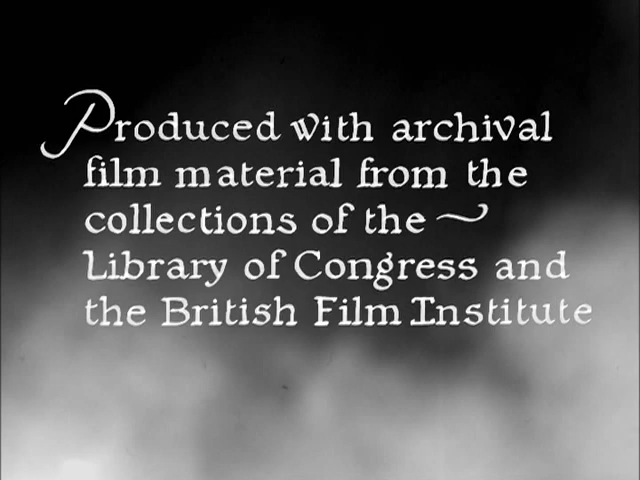 Produced with archival
film material from the
collections of the ~
Library of Congress and
the British Film Institute